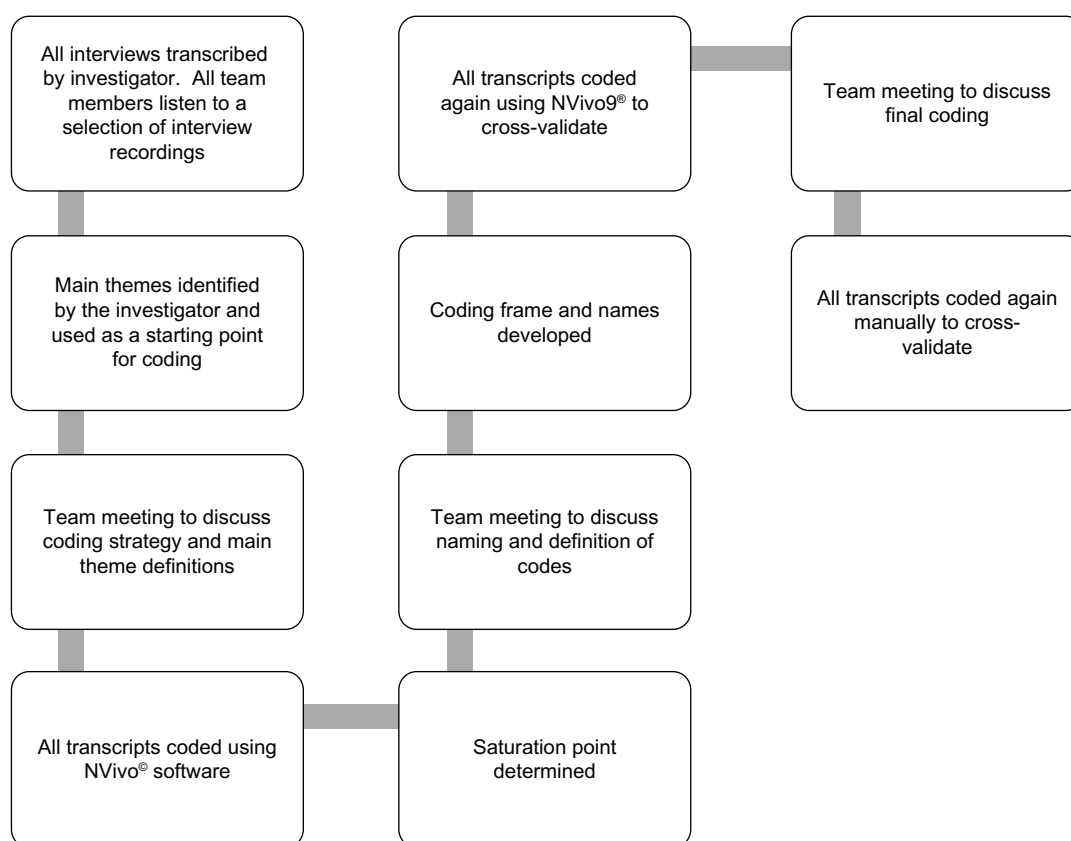 All interviews transcribed
by investigator.  All team
members listen to a
selection of interview
recordings
Main themes identified
by the investigator and
used as a starting point
for coding
Team meeting to discuss
coding strategy and main
theme definitions
All transcripts coded using
NVivo© software
Saturation point
determined
Team meeting to discuss
naming and definition of
codes
Coding frame and names
developed
All transcripts coded
again using NVivo9® to
cross-validate
Team meeting to discuss
final coding
All transcripts coded again
manually to cross-
validate